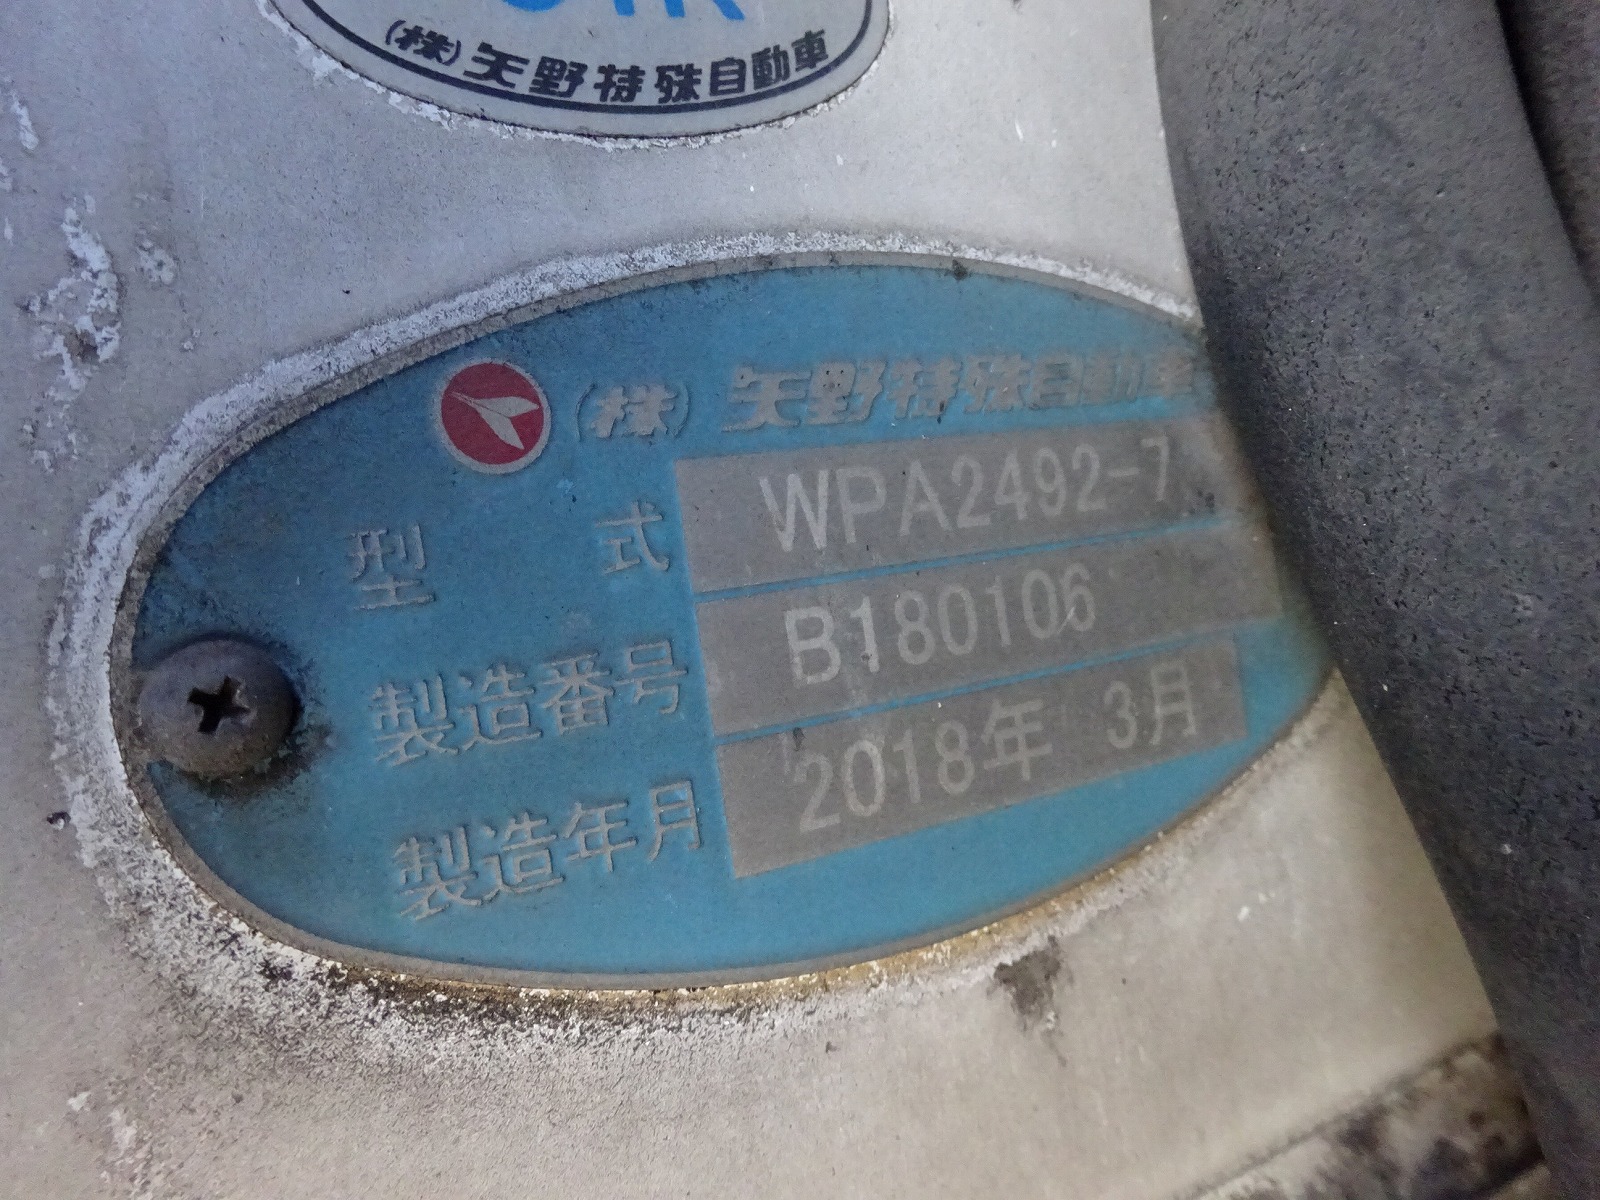 (株)矢野特殊自動車
(株)矢野特殊自動車
型式 WPA2492-7
製造番号 B180106
製造年月 2018年 3月